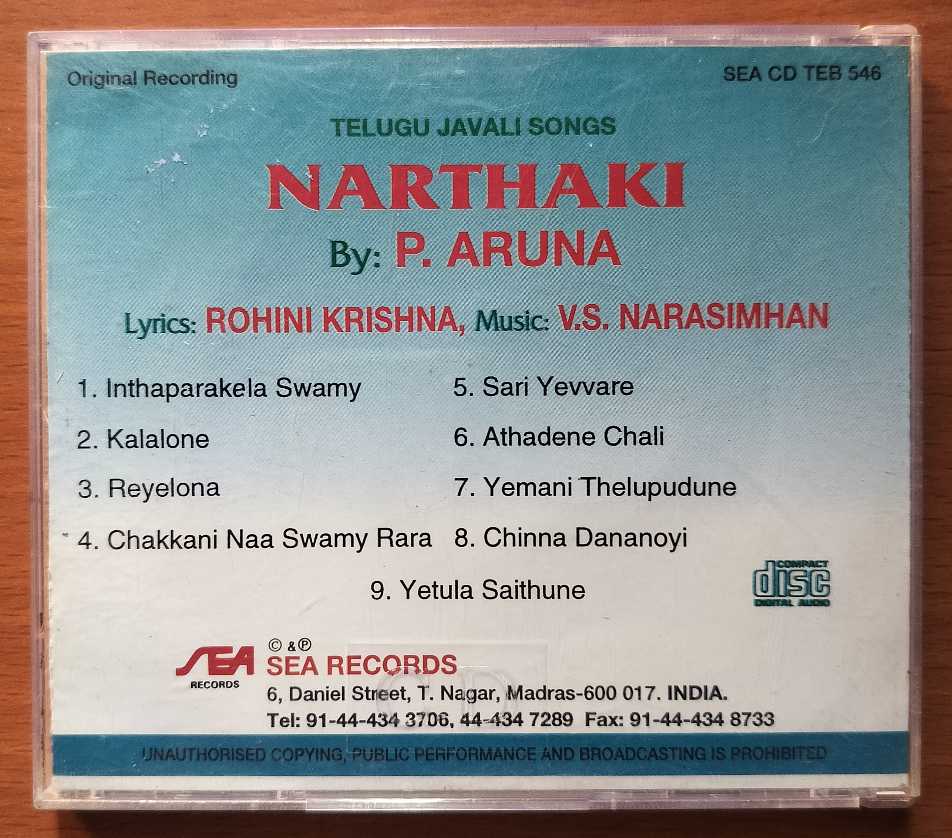 Original Recording
SEA CD TEB 546
TELUGU JAVALI SONGS
NARTHAKI
By: P. ARUNA
Lyrics: ROHINI KRISHNA, Music: V.S. NARASIMHAN
1. Inthaparakela Swamy
2. Kalalone
3. Reyelona
4. Chakkani Naa Swamy Rara
5. Sari Yevvare
6. Athadene Chali
7. Yemani Thelupudune
8. Chinna Dananoyi
9. Yetula Saithune
COMPACT
disc
DIGITAL AUDIO
SEA
RECORDS
© & ℗
SEA RECORDS
6, Daniel Street, T. Nagar, Madras-600 017. INDIA.
Tel: 91-44-434 3706, 44-434 7289 Fax: 91-44-434 8733
CD
UNAUTHORISED COPYING, PUBLIC PERFORMANCE AND BROADCASTING IS PROHIBITED